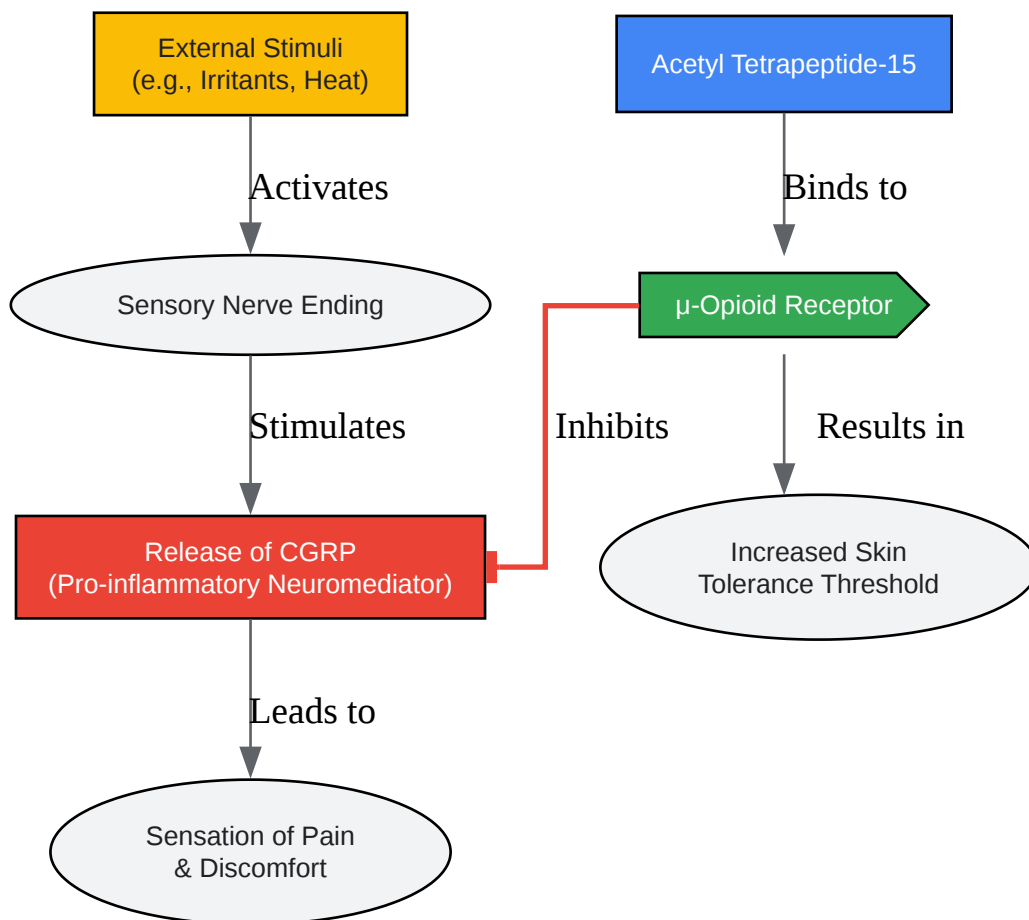 External Stimuli
(e.g., Irritants, Heat)
Acetyl Tetrapeptide-15
Activates
Binds to
Sensory Nerve Ending
μ-Opioid Receptor
Stimulates
Inhibits
Results in
Release of CGRP
(Pro-inflammatory Neuromediator)
Increased Skin
Tolerance Threshold
Leads to
Sensation of Pain
& Discomfort